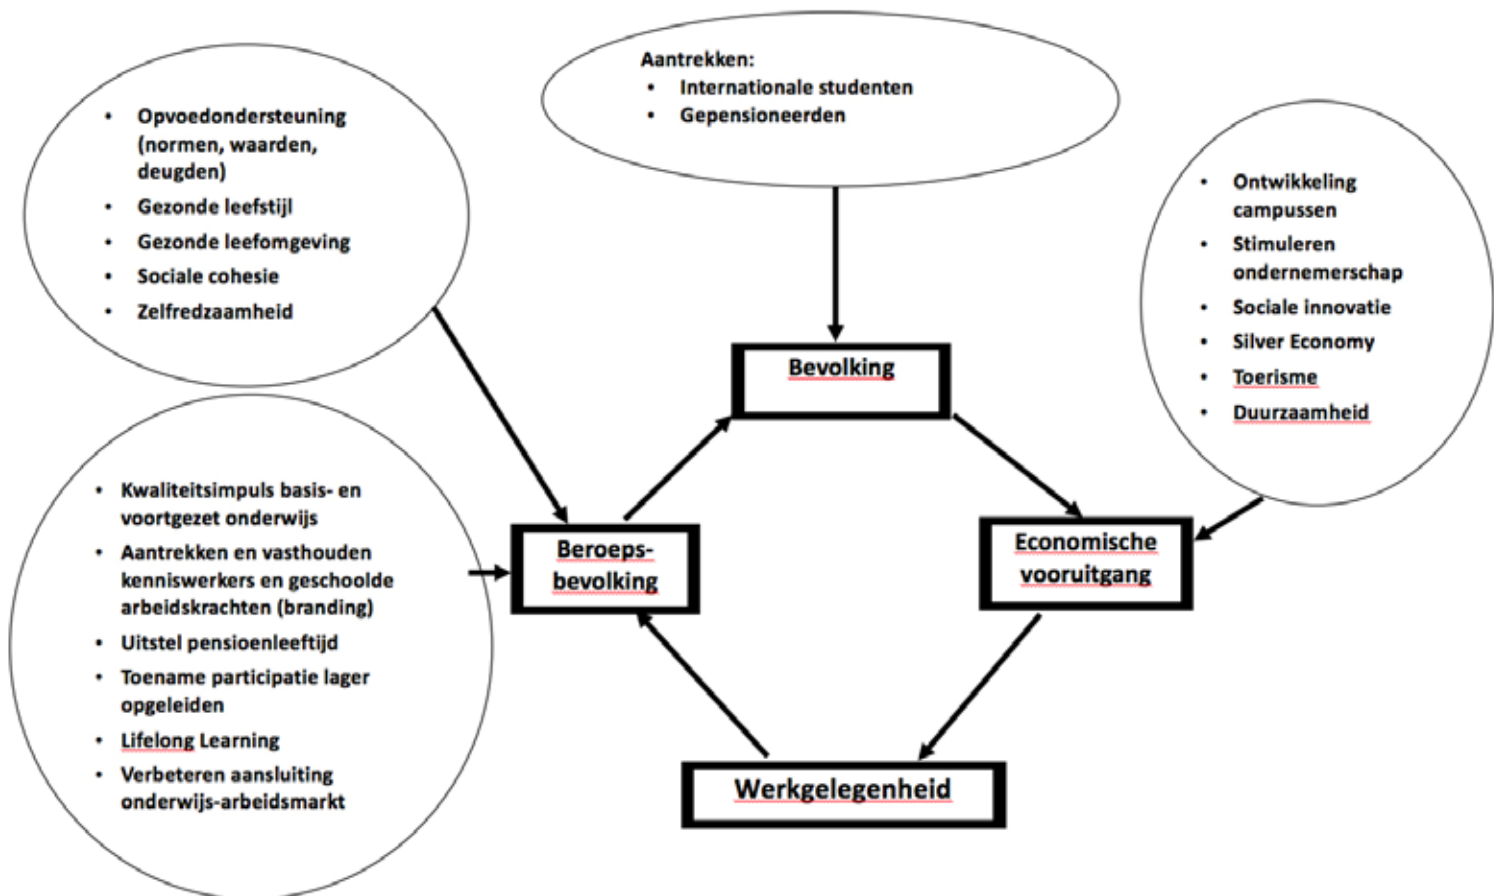 Aantrekken:
• Internationale studenten
• Gepensioneerden
• Opvoedondersteuning
(normen, waarden,
deugden)
• Gezonde leefstijl
• Gezonde leefomgeving
• Sociale cohesie
• Zelfredzaamheid
• Ontwikkeling
campussen
• Stimuleren
ondernemerschap
• Sociale innovatie
• Silver Economy
• Toerisme
• Duurzaamheid
Bevolking
• Kwaliteitsimpuls basis- en
voortgezet onderwijs
• Aantrekken en vasthouden
kenniswerkers en geschoolde
arbeidskrachten (branding)
• Uitstel pensioenleeftijd
• Toename participatie lager
opgeleiden
• Lifelong Learning
• Verbeteren aansluiting
onderwijs-arbeidsmarkt
Beroeps-
bevolking
Economische
vooruitgang
Werkgelegenheid